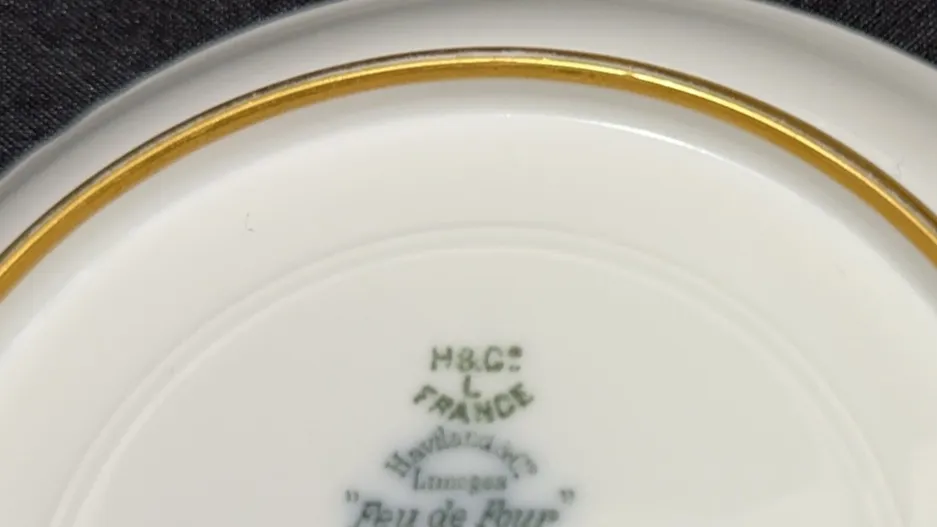 H&Co
L
FRANCE
Haviland & Co
Limoges
"Feu de Four"